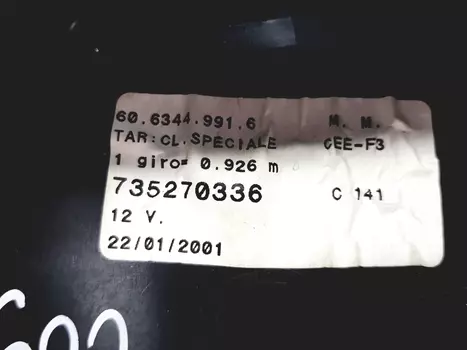 60.6344.991.6 M. M.
TAR:CL.SPECIALE CEE-F3
1 giro= 0.926 m
735270336 C 141
12 V.
22/01/2001